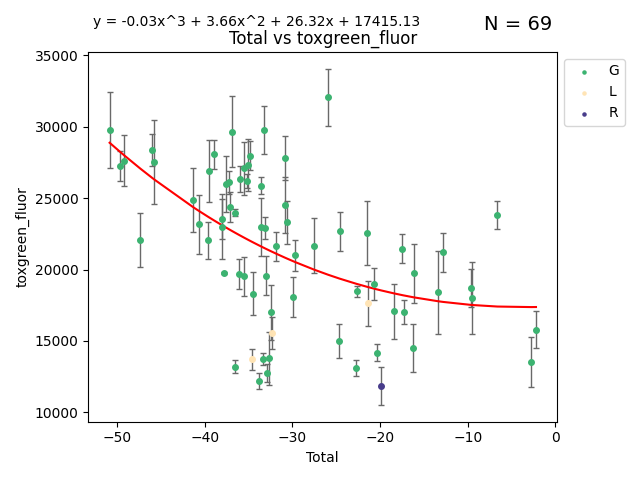 y = -0.03x^3 + 3.66x^2 + 26.32x + 17415.13
N = 69
Total vs toxgreen_fluor
35000
30000
25000
20000
15000
10000
toxgreen_fluor
G
L
R
−50
−40
−30
−20
−10
0
Total